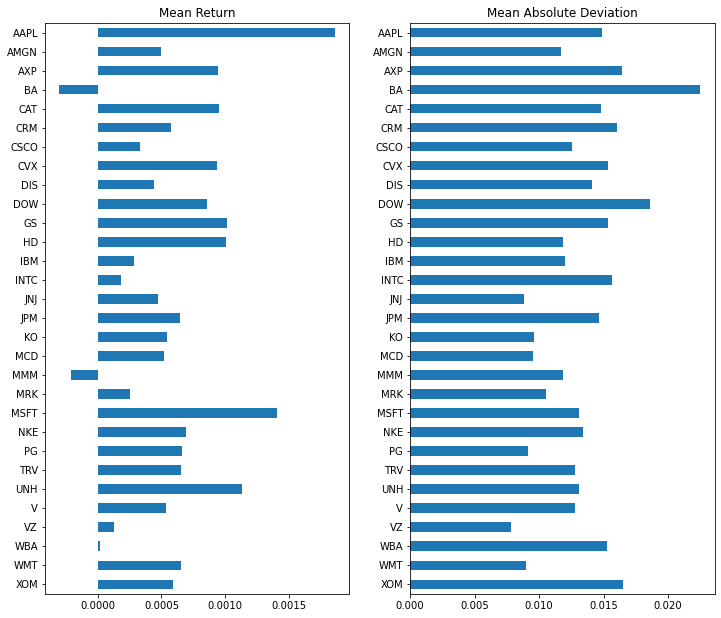 Mean Return
AAPL
AMGN
AXP
BA
CAT
CRM
CSCO
CVX
DIS
DOW
GS
HD
IBM
INTC
JNJ
JPM
KO
MCD
MMM
MRK
MSFT
NKE
PG
TRV
UNH
V
VZ
WBA
WMT
XOM
0.0000 0.0005 0.0010 0.0015
Mean Absolute Deviation
AAPL
AMGN
AXP
BA
CAT
CRM
CSCO
CVX
DIS
DOW
GS
HD
IBM
INTC
JNJ
JPM
KO
MCD
MMM
MRK
MSFT
NKE
PG
TRV
UNH
V
VZ
WBA
WMT
XOM
0.000 0.005 0.010 0.015 0.020